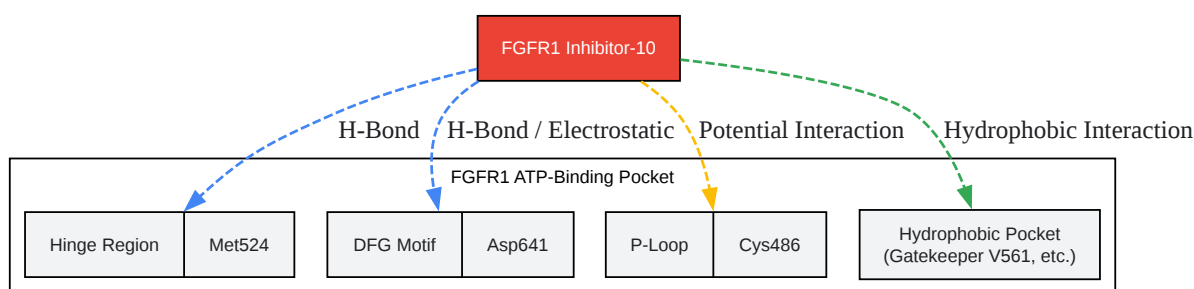 FGFR1 Inhibitor-10
H-Bond
H-Bond / Electrostatic
Potential Interaction
Hydrophobic Interaction
FGFR1 ATP-Binding Pocket
Hinge Region
Met524
DFG Motif
Asp641
P-Loop
Cys486
Hydrophobic Pocket
(Gatekeeper V561, etc.)